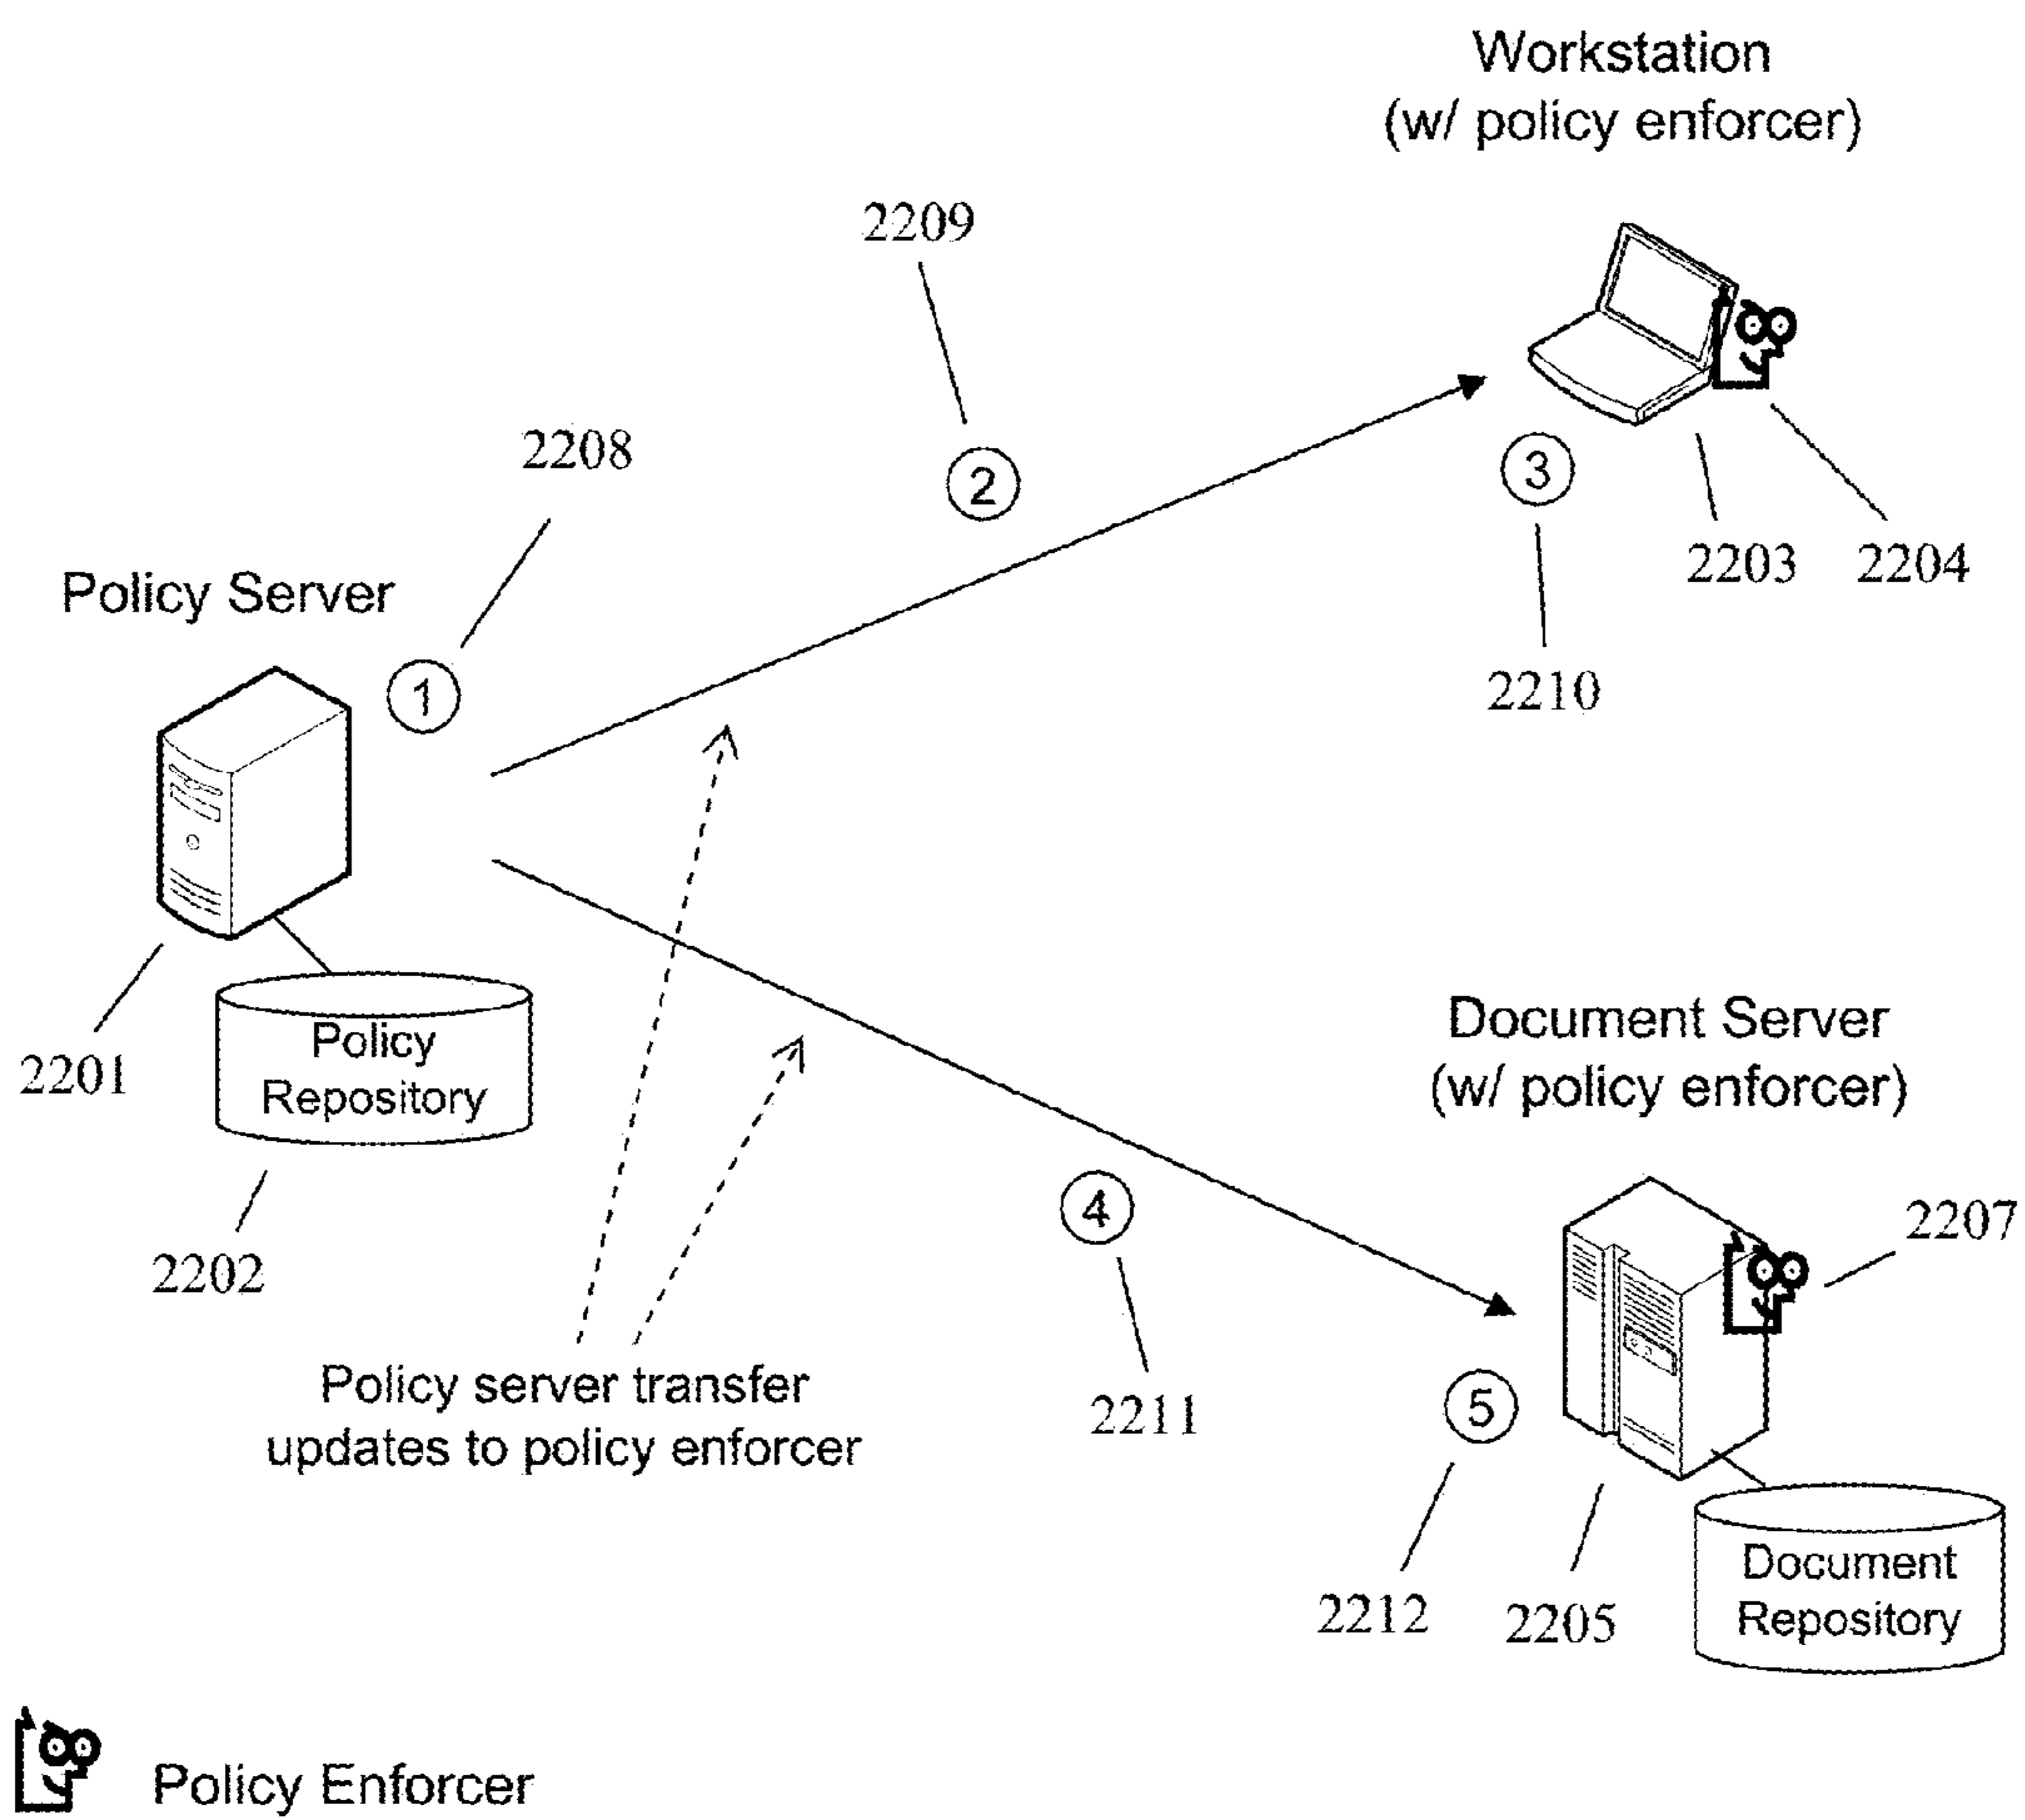 Workstation
(w/ policy enforcer)
2209
2208
2
3
2203
2204
Policy Server
1
2210
Policy
Repository
2201
2202
Document Server
(w/ policy enforcer)
4
2207
Policy server transfer
updates to policy enforcer
2211
5
2212
2205
Document
Repository
Policy Enforcer